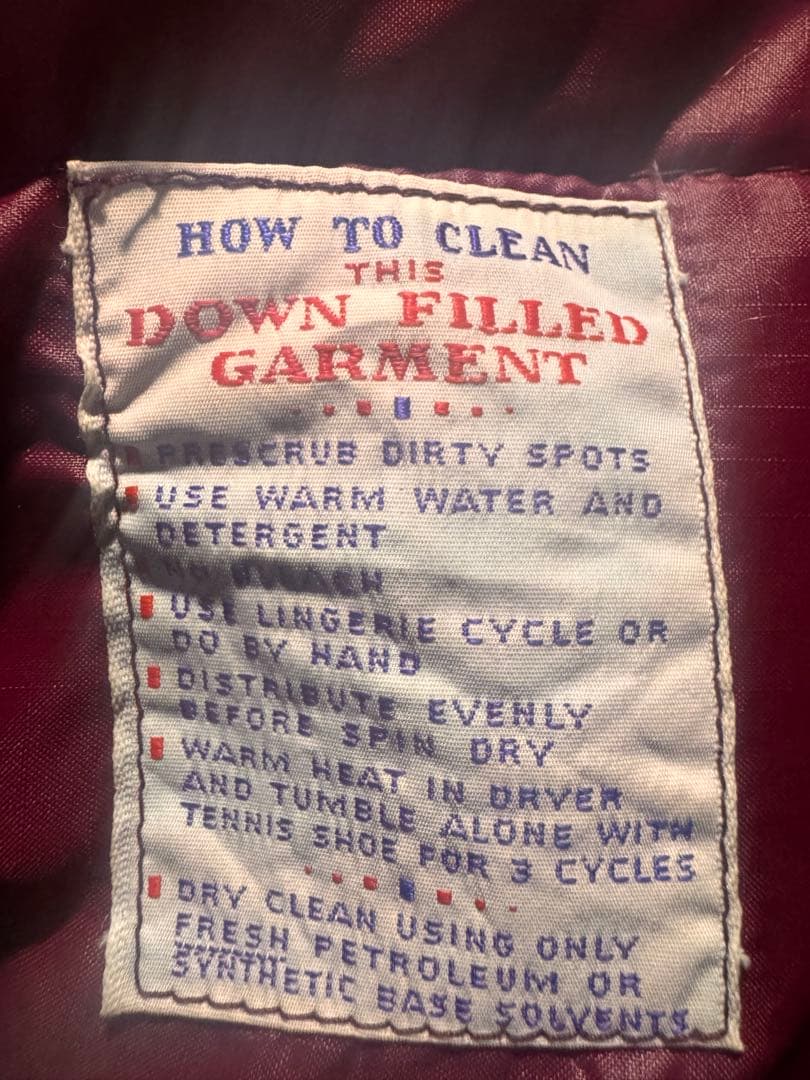 HOW TO CLEAN
THIS
DOWN FILLED
GARMENT
PRESCRUB DIRTY SPOTS
USE WARM WATER AND
DETERGENT
NO BLEACH
USE LINGERIE CYCLE OR
DO BY HAND
DISTRIBUTE EVENLY
BEFORE SPIN DRY
WARM HEAT IN DRYER
AND TUMBLE ALONE WITH
TENNIS SHOE FOR 3 CYCLES
DRY CLEAN USING ONLY
FRESH PETROLEUM OR
SYNTHETIC BASE SOLVENTS